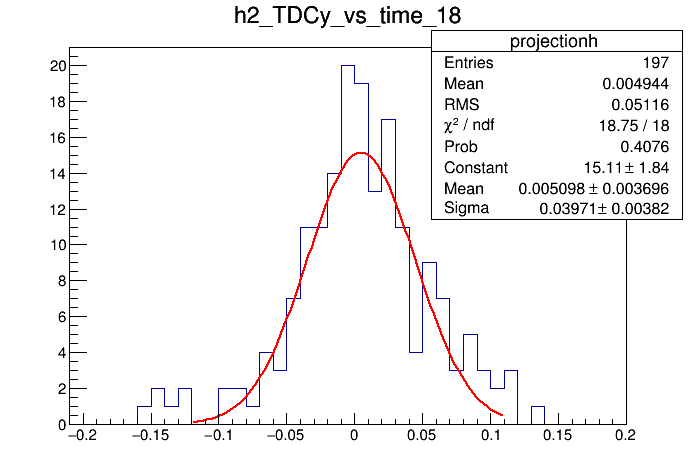 h2_TDCy_vs_time_18
projectionh
Entries 197
Mean 0.004944
RMS 0.05116
χ² / ndf 18.75 / 18
Prob 0.4076
Constant 15.11± 1.84
Mean 0.005098 ± 0.003696
Sigma 0.03971± 0.00382
20
18
16
14
12
10
8
6
4
2
0
−0.2 −0.15 −0.1 −0.05 0 0.05 0.1 0.15 0.2